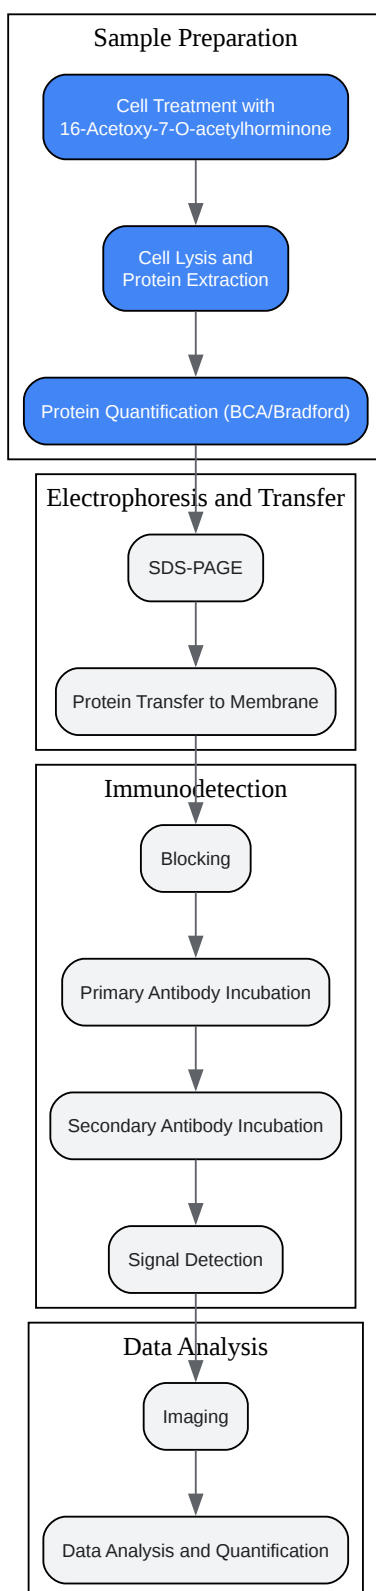 Sample Preparation
Cell Treatment with
16-Acetoxy-7-O-acetylhorminone
Cell Lysis and
Protein Extraction
Protein Quantification (BCA/Bradford)
Electrophoresis and Transfer
SDS-PAGE
Protein Transfer to Membrane
Immunodetection
Blocking
Primary Antibody Incubation
Secondary Antibody Incubation
Signal Detection
Data Analysis
Imaging
Data Analysis and Quantification